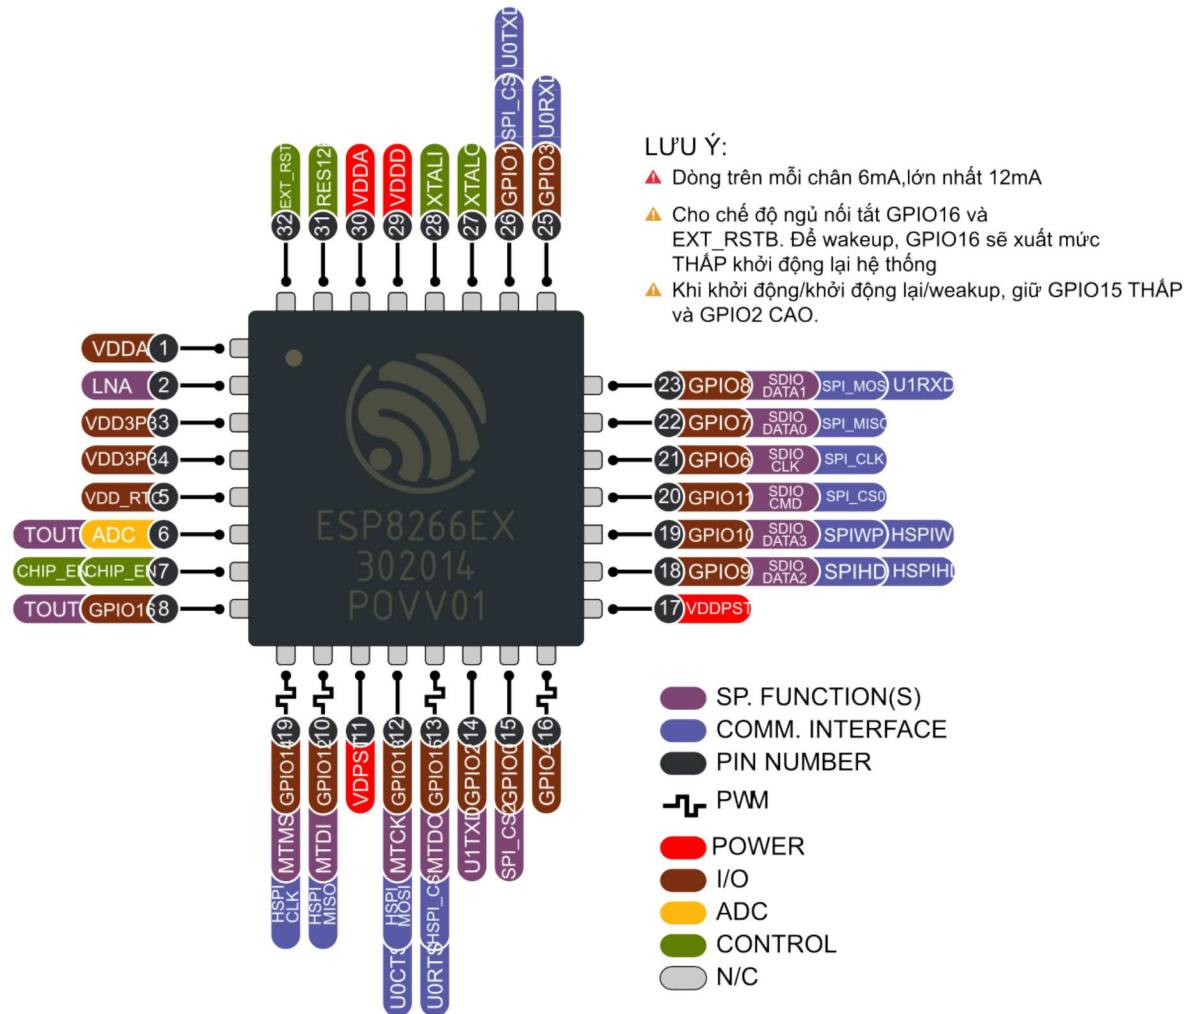 U0TXD
SPI_CS
U0RXD
EXT_RST
RES12
VDDA
VDDD
XTALI
XTALO
GPIO1
GPIO3
32
31
30
29
28
27
26
25
LƯU Ý:
Dòng trên mỗi chân 6mA,lớn nhất 12mA
Cho chế độ ngủ nối tắt GPIO16 và
EXT_RSTB. Để wakeup, GPIO16 sẽ xuất mức
THẤP khởi động lại hệ thống
Khi khởi động/khởi động lại/weakup, giữ GPIO15 THẤP
và GPIO2 CAO.
VDDA 1
LNA 2
VDD3P3 3
VDD3P3 4
VDD_RTC 5
TOUT ADC 6
CHIP_EN CHIP_EN 7
TOUT GPIO16 8
ESP8266EX
302014
P0VV01
23 GPIO8 SDIO DATA1 SPI_MOS U1RXD
22 GPIO7 SDIO DATA0 SPI_MISO
21 GPIO6 SDIO CLK SPI_CLK
20 GPIO11 SDIO CMD SPI_CS0
19 GPIO10 SDIO DATA3 SPIWP HSPIW
18 GPIO9 SDIO DATA2 SPIHD HSPIHD
17 VDDPST
9 GPIO14 MTMS HSPI CLK
10 GPIO12 MTDI HSPI MISO
11 VDPST
12 GPIO13 MTCK HSPI MOSI U0CTS
13 GPIO15 MTDO HSPI_CS U0RTS
14 GPIO2 U1TXD
15 GPIO0 SPI_CS2
16 GPIO4
SP. FUNCTION(S)
COMM. INTERFACE
PIN NUMBER
PWM
POWER
I/O
ADC
CONTROL
N/C